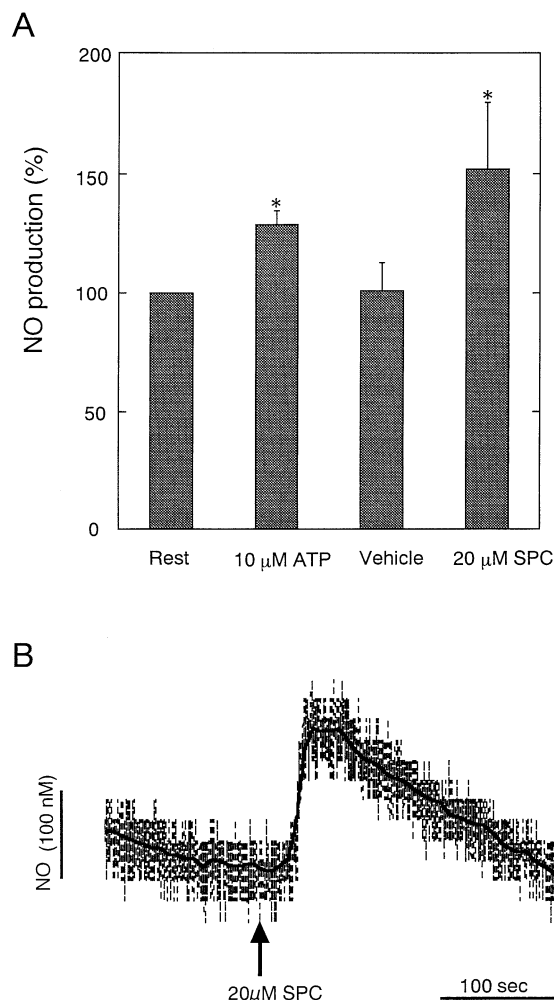 A
200
150
100
50
0
NO production (%)
*
*
Rest 10 μM ATP Vehicle 20 μM SPC
B
NO (100 nM)
20μM SPC
100 sec